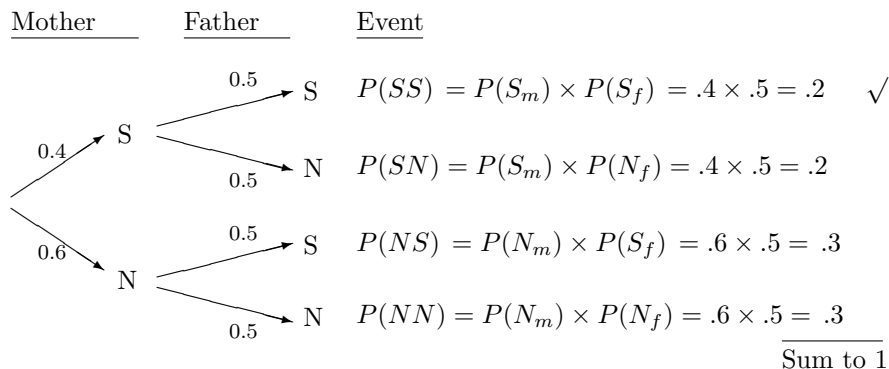 Mother Father Event
0.5 S P(SS) = P(S_m) × P(S_f) = .4 × .5 = .2 √
0.4 S
0.5 N P(SN) = P(S_m) × P(N_f) = .4 × .5 = .2
0.6 N
0.5 S P(NS) = P(N_m) × P(S_f) = .6 × .5 = .3
0.5 N P(NN) = P(N_m) × P(N_f) = .6 × .5 = .3
Sum to 1